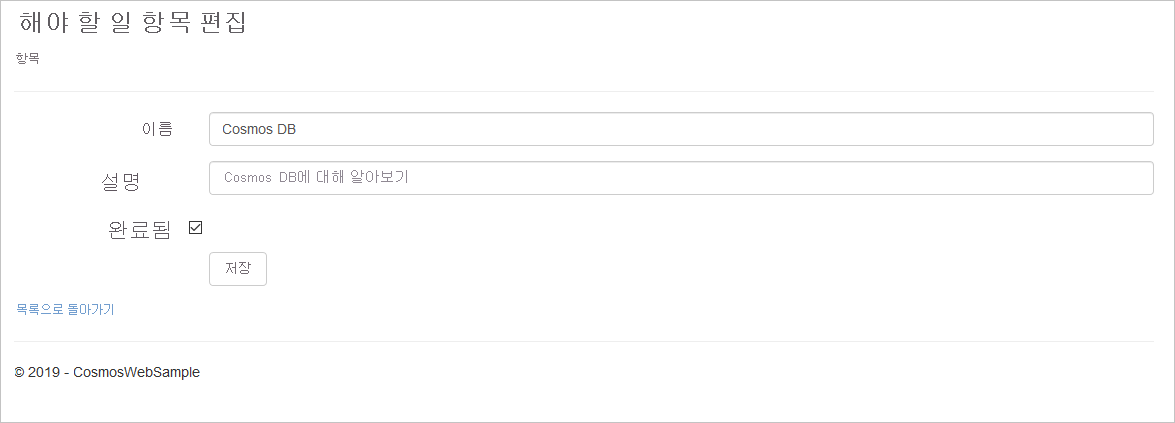 해야 할 일 항목 편집
항목
이름 Cosmos DB
설명 Cosmos DB에 대해 알아보기
완료됨
저장
목록으로 돌아가기
© 2019 - CosmosWebSample